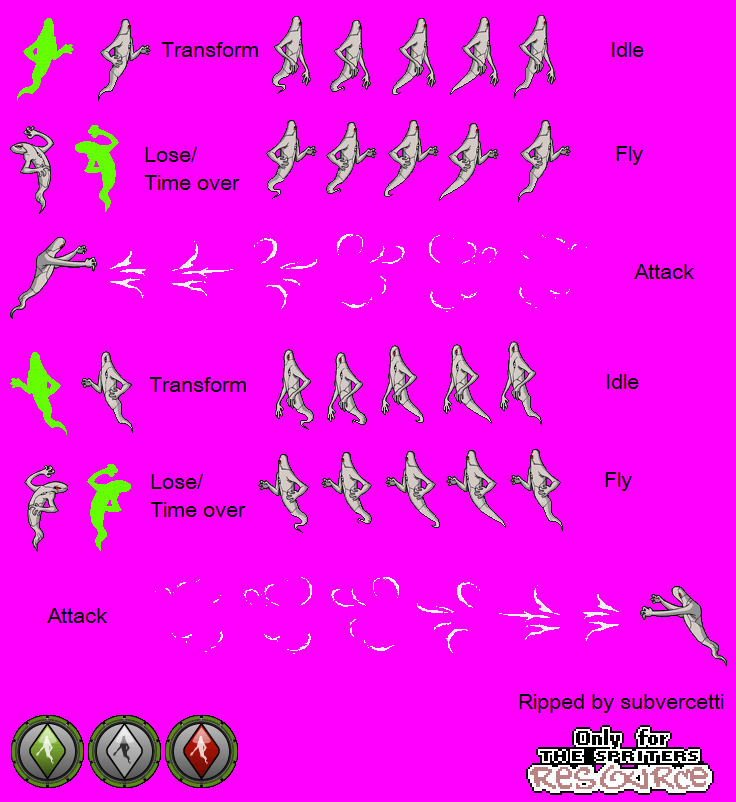 Transform
Idle
Lose/
Time over
Fly
Attack
Transform
Idle
Lose/
Time over
Fly
Attack
Ripped by subvercetti
Only for
THE SPRITERS
RESOURCE